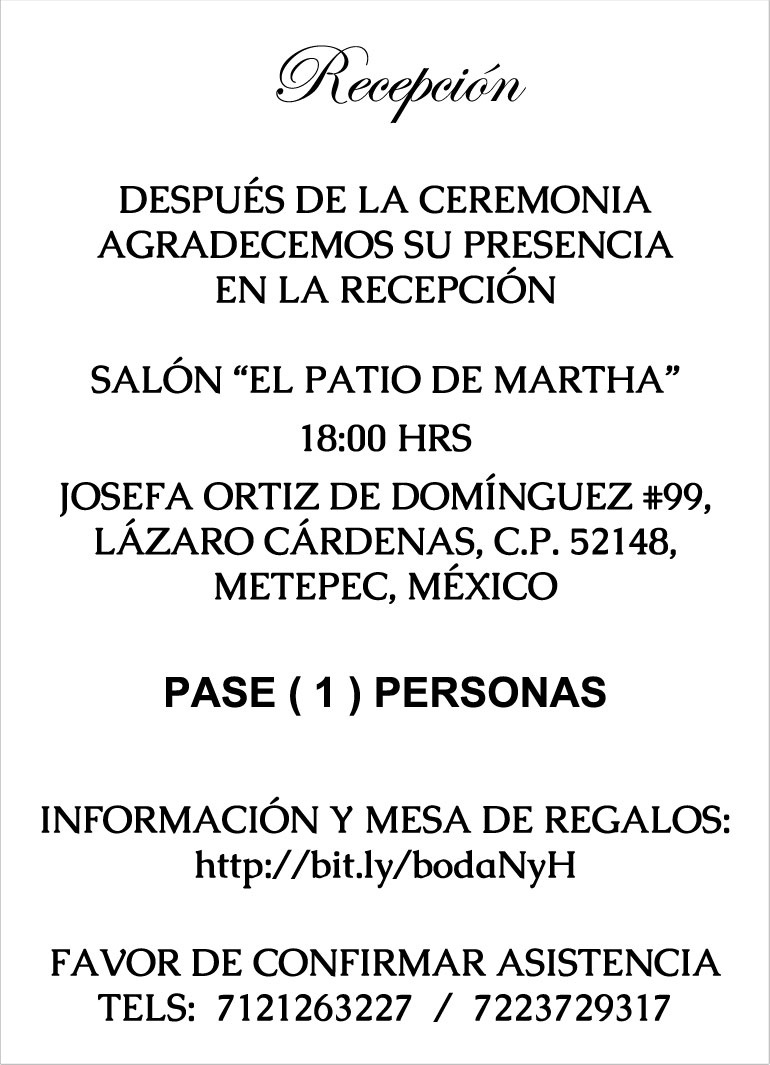 Recepción
DESPUÉS DE LA CEREMONIA
AGRADECEMOS SU PRESENCIA
EN LA RECEPCIÓN
SALÓN “EL PATIO DE MARTHA”
18:00 HRS
JOSEFA ORTIZ DE DOMÍNGUEZ #99,
LÁZARO CÁRDENAS, C.P. 52148,
METEPEC, MÉXICO
PASE ( 1 ) PERSONAS
INFORMACIÓN Y MESA DE REGALOS:
http://bit.ly/bodaNyH
FAVOR DE CONFIRMAR ASISTENCIA
TELS:  7121263227  /  7223729317